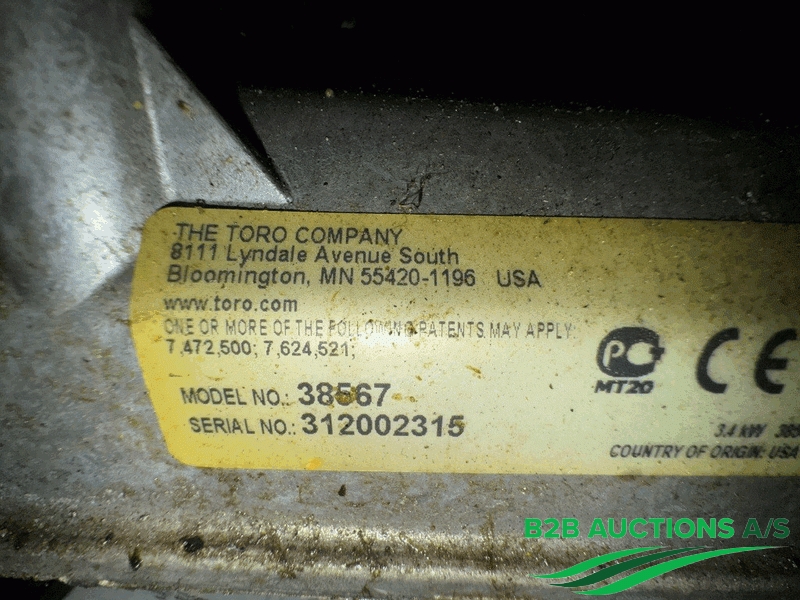 THE TORO COMPANY
8111 Lyndale Avenue South
Bloomington, MN 55420-1196 USA
www.toro.com
ONE OR MORE OF THE FOLLOWING PATENTS MAY APPLY:
7,472,500; 7,624,521;
MODEL NO.: 38567
SERIAL NO.: 312002315
PC
MT20
CE
3.4 kW 385
COUNTRY OF ORIGIN: USA
B2B AUCTIONS A/S